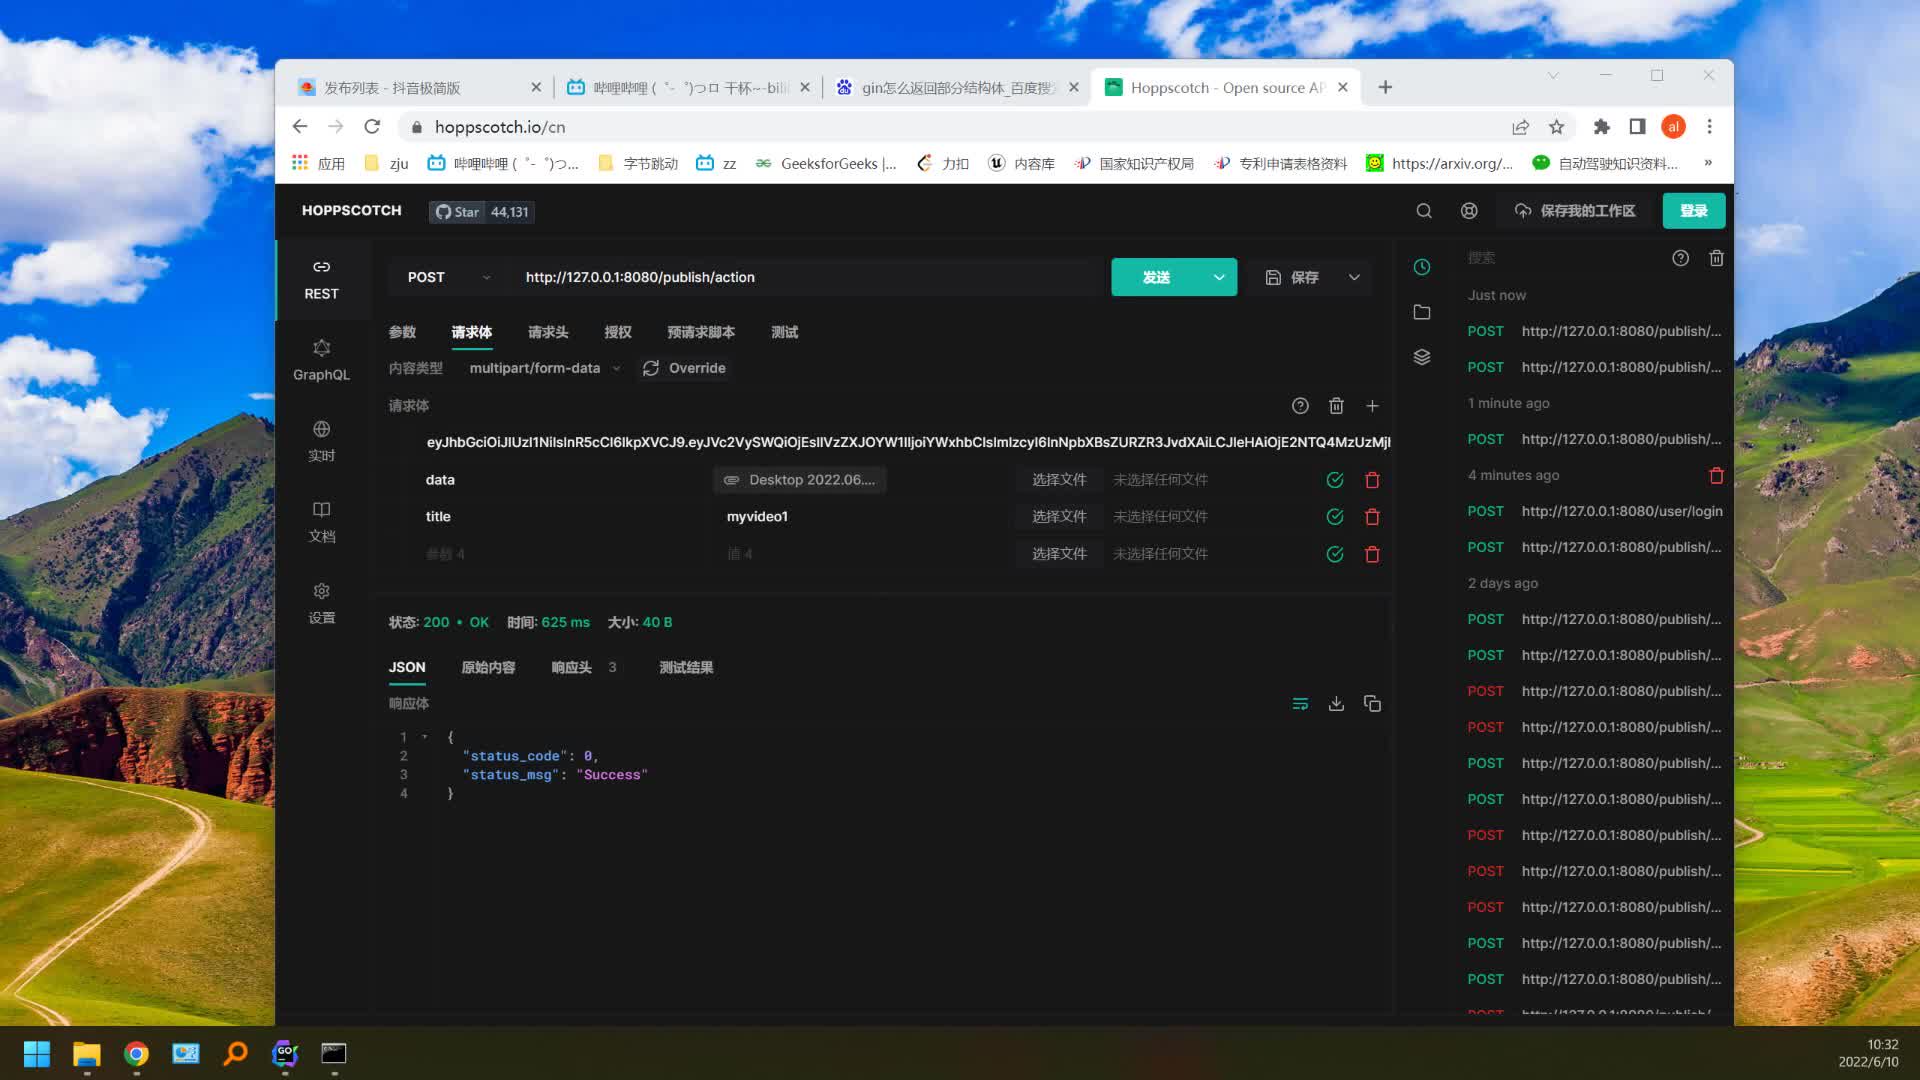 发布列表 - 抖音极简版
哔哩哔哩 (゜-゜)つロ 干杯~-bili
gin怎么返回部分结构体_百度搜
Hoppscotch - Open source AP
hoppscotch.io/cn
al
应用
zju
哔哩哔哩 (゜-゜)つ...
字节跳动
zz
GeeksforGeeks |...
力扣
内容库
国家知识产权局
专利申请表格资料
https://arxiv.org/...
自动驾驶知识资料...
»
HOPPSCOTCH
Star 44,131
保存我的工作区
登录
REST
GraphQL
实时
文档
设置
POST
http://127.0.0.1:8080/publish/action
发送
保存
参数
请求体
请求头
授权
预请求脚本
测试
内容类型
multipart/form-data
Override
请求体
data
Desktop 2022.06....
选择文件 未选择任何文件
title
myvideo1
选择文件 未选择任何文件
参数 4
值 4
选择文件 未选择任何文件
状态: 200 • OK 时间: 625 ms 大小: 40 B
JSON
原始内容
响应头 3
测试结果
响应体
1 {
2 "status_code": 0,
3 "status_msg": "Success"
4 }
搜索
Just now
POST http://127.0.0.1:8080/publish/...
POST http://127.0.0.1:8080/publish/...
1 minute ago
POST http://127.0.0.1:8080/publish/...
4 minutes ago
POST http://127.0.0.1:8080/user/login
POST http://127.0.0.1:8080/publish/...
2 days ago
POST http://127.0.0.1:8080/publish/...
POST http://127.0.0.1:8080/publish/...
POST http://127.0.0.1:8080/publish/...
POST http://127.0.0.1:8080/publish/...
POST http://127.0.0.1:8080/publish/...
POST http://127.0.0.1:8080/publish/...
POST http://127.0.0.1:8080/publish/...
POST http://127.0.0.1:8080/publish/...
POST http://127.0.0.1:8080/publish/...
POST http://127.0.0.1:8080/publish/...
POST http://127.0.0.1:8080/publish/...
GO
10:32
2022/6/10